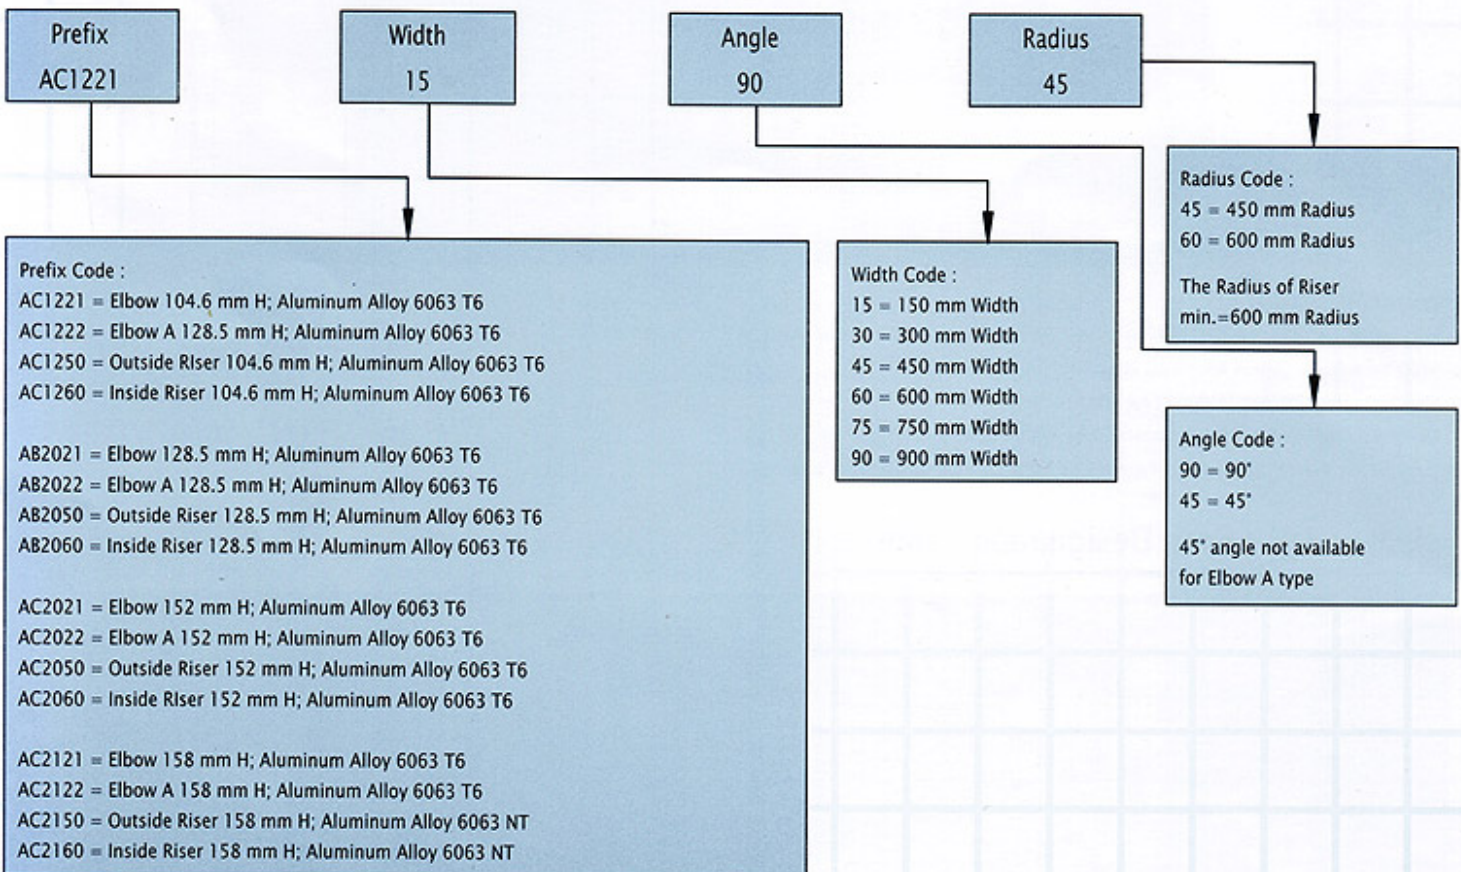 Prefix
AC1221
Width
15
Angle
90
Radius
45
Prefix Code :
AC1221 = Elbow 104.6 mm H; Aluminum Alloy 6063 T6
AC1222 = Elbow A 128.5 mm H; Aluminum Alloy 6063 T6
AC1250 = Outside RIser 104.6 mm H; Aluminum Alloy 6063 T6
AC1260 = Inside Riser 104.6 mm H; Aluminum Alloy 6063 T6
AB2021 = Elbow 128.5 mm H; Aluminum Alloy 6063 T6
AB2022 = Elbow A 128.5 mm H; Aluminum Alloy 6063 T6
AB2050 = Outside Riser 128.5 mm H; Aluminum Alloy 6063 T6
AB2060 = Inside Riser 128.5 mm H; Aluminum Alloy 6063 T6
AC2021 = Elbow 152 mm H; Aluminum Alloy 6063 T6
AC2022 = Elbow A 152 mm H; Aluminum Alloy 6063 T6
AC2050 = Outside Riser 152 mm H; Aluminum Alloy 6063 T6
AC2060 = Inside RIser 152 mm H; Aluminum Alloy 6063 T6
AC2121 = Elbow 158 mm H; Aluminum Alloy 6063 T6
AC2122 = Elbow A 158 mm H; Aluminum Alloy 6063 T6
AC2150 = Outside Riser 158 mm H; Aluminum Alloy 6063 NT
AC2160 = Inside Riser 158 mm H; Aluminum Alloy 6063 NT
Width Code :
15 = 150 mm Width
30 = 300 mm Width
45 = 450 mm Width
60 = 600 mm Width
75 = 750 mm Width
90 = 900 mm Width
Radius Code :
45 = 450 mm Radius
60 = 600 mm Radius
The Radius of Riser
min.=600 mm Radius
Angle Code :
90 = 90°
45 = 45°
45° angle not available
for Elbow A type